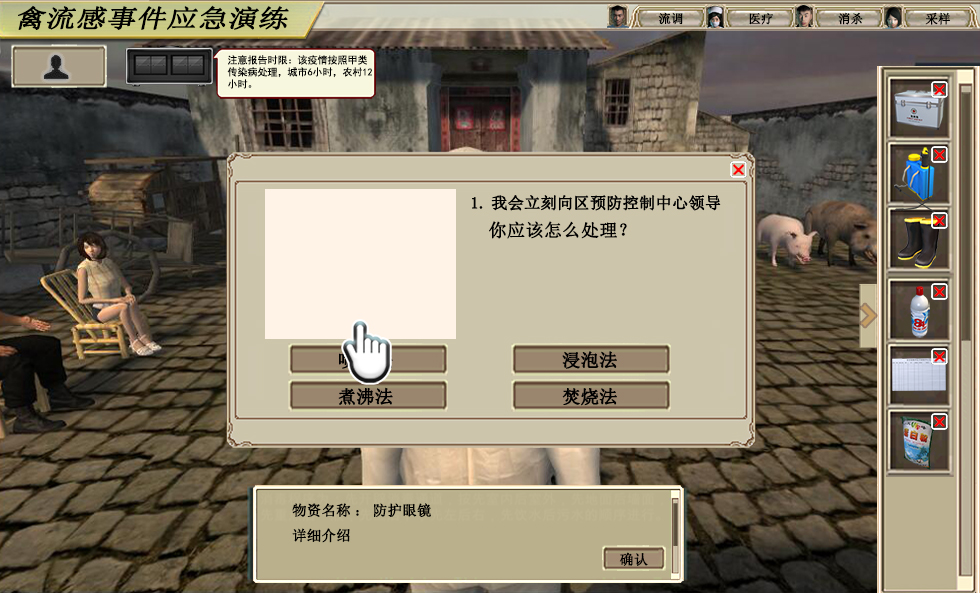 禽流感事件应急演练
流调
医疗
消杀
采样
注意报告时限：该疫情按照甲类
传染病处理，城市6小时，农村12
小时。
1. 我会立刻向区预防控制中心领导
你应该怎么处理？
浸泡法
煮沸法
焚烧法
物资名称： 防护眼镜
详细介绍
确认